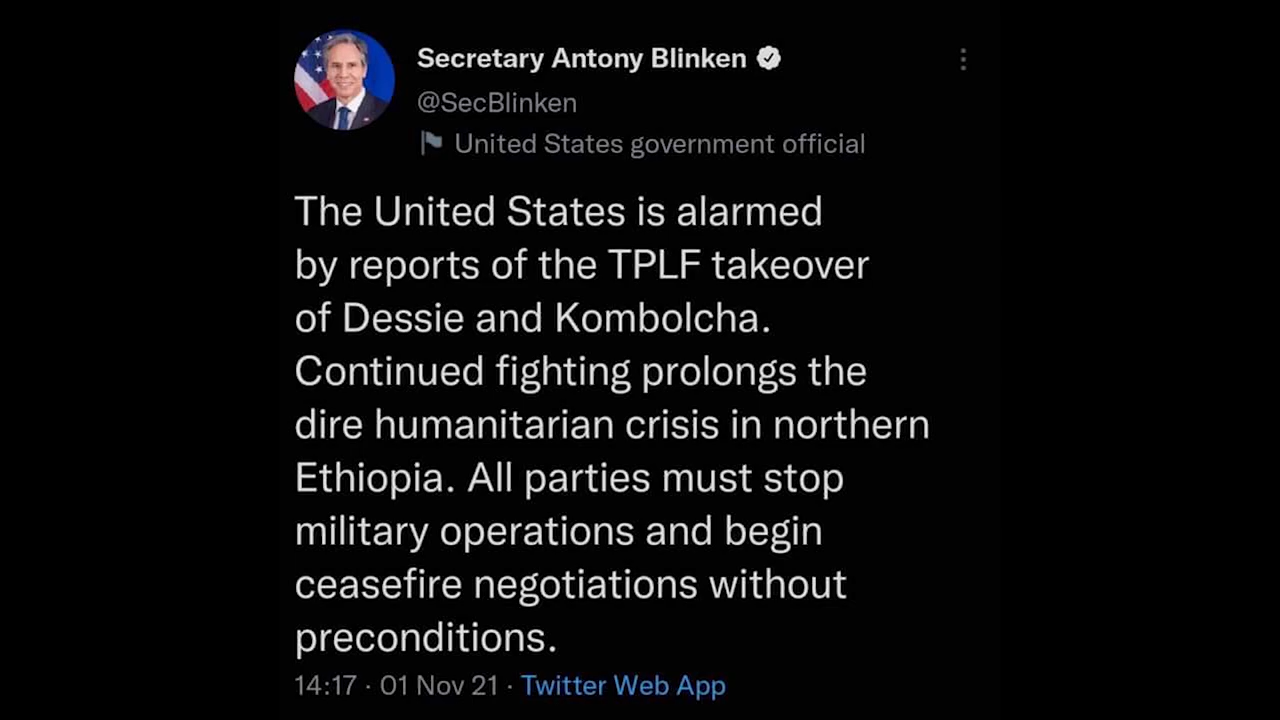 Secretary Antony Blinken
@SecBlinken
United States government official
The United States is alarmed
by reports of the TPLF takeover
of Dessie and Kombolcha.
Continued fighting prolongs the
dire humanitarian crisis in northern
Ethiopia. All parties must stop
military operations and begin
ceasefire negotiations without
preconditions.
14:17 · 01 Nov 21 · Twitter Web App